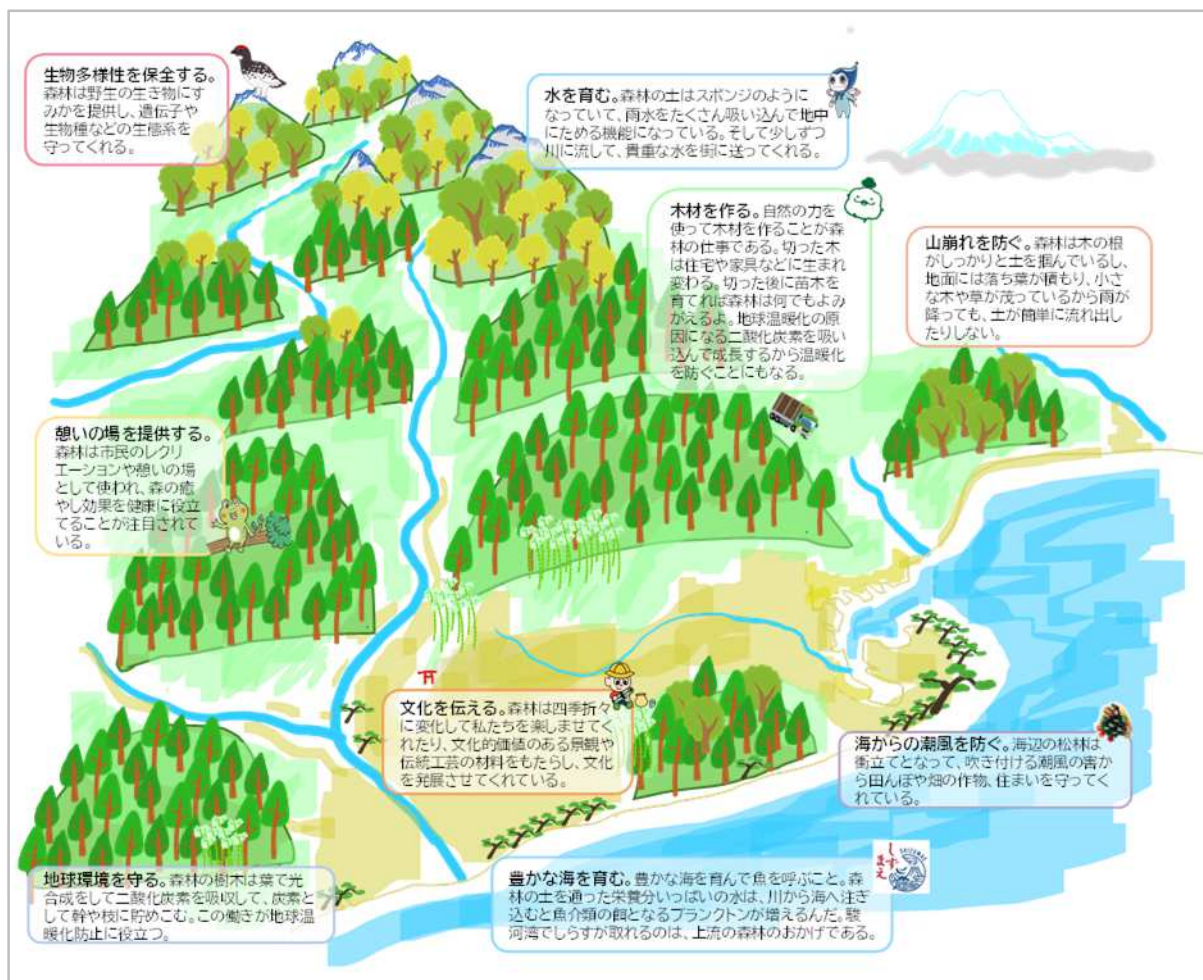 生物多様性を保全する。
森林は野生の生き物にす
みかを提供し、遺伝子や
生物種などの生態系を
守ってくれる。
水を育む。森林の土はスポンジのように
なっていて、雨水をたくさん吸い込んで地中
にためる機能になっている。そして少しずつ
川に流して、貴重な水を街に送ってくれる。
木材を作る。自然の力を
使って木材を作ることが森
林の仕事である。切った木
は住宅や家具などに生まれ
変わる。切った後に苗木を
育てれば森林は何でもよみ
がえるよ。地球温暖化の原
因になる二酸化炭素を吸い
込んで成長するから温暖化
を防ぐことにもなる。
山崩れを防ぐ。森林は木の根
がしっかりと土を掴んでいるし、
地面には落ち葉が積もり、小さ
な木や草が茂っているから雨が
降っても、土が簡単に流れ出し
たりしない。
憩いの場を提供する。
森林は市民のレクリ
エーションや憩いの場
として使われ、森の癒
やし効果を健康に役立
てることが注目されて
いる。
文化を伝える。森林は四季折々
に変化して私たちを楽しませてく
れたり、文化的価値のある景観や
伝統工芸の材料をもたらし、文化
を発展させてくれている。
海からの潮風を防ぐ。海辺の松林は
衝立てとなって、吹き付ける潮風の害か
ら田んぼや畑の作物、住まいを守ってく
れている。
地球環境を守る。森林の樹木は葉で光
合成をして二酸化炭素を吸収して、炭素と
して幹や枝に貯めこむ。この働きが地球温
暖化防止に役立つ。
豊かな海を育む。豊かな海を育んで魚を呼ぶこと。森
林の土を通った栄養分いっぱいの水は、川から海へ注ぎ
込むと魚介類の餌となるプランクトンが増えるんだ。駿
河湾でしらすが取れるのは、上流の森林のおかげである。
しずまえ